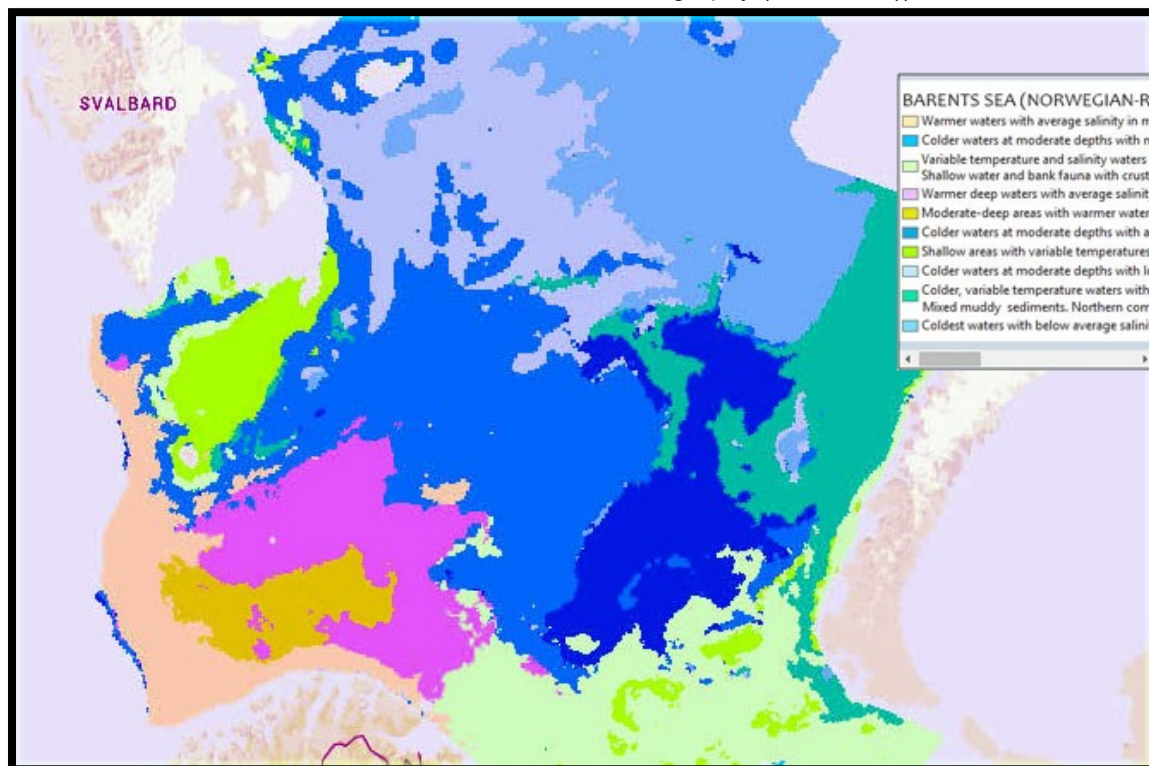 SVALBARD
BARENTS SEA (NORWEGIAN-R
Warmer waters with average salinity in m
Colder waters at moderate depths with
Variable temperature and salinity waters
Shallow water and bank fauna with crust
Warmer deep waters with average salinity
Moderate-deep areas with warmer water
Colder waters at moderate depths with a
Shallow areas with variable temperatures
Colder waters at moderate depths with
Colder, variable temperature waters with
Mixed muddy sediments. Northern com
Coldest waters with below average salini